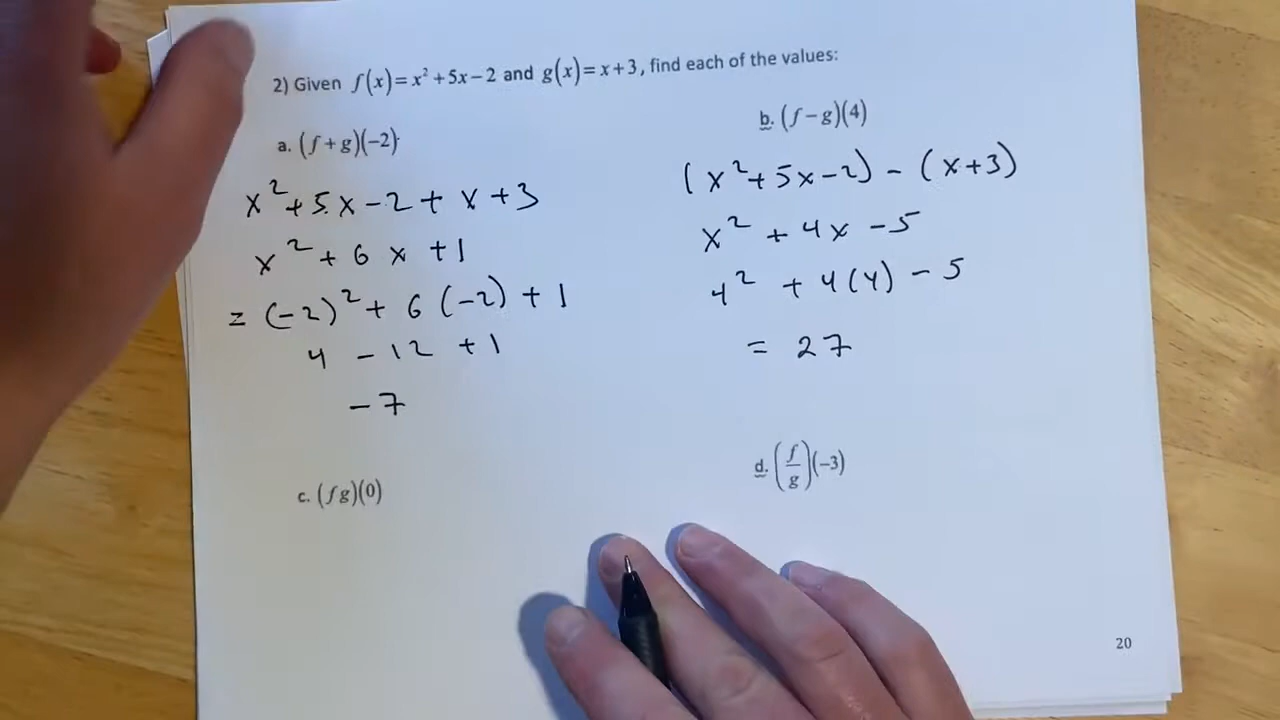 2) Given f(x)=x²+5x−2 and g(x)=x+3, find each of the values:
a. (f+g)(−2)
x²+5x−2+x+3
x²+6x+1
= (−2)²+6(−2)+1
4 −12 +1
−7
b. (f−g)(4)
(x²+5x−2)−(x+3)
x²+4x−5
4²+4(4)−5
= 27
c. (fg)(0)
d. (f/g)(−3)
20